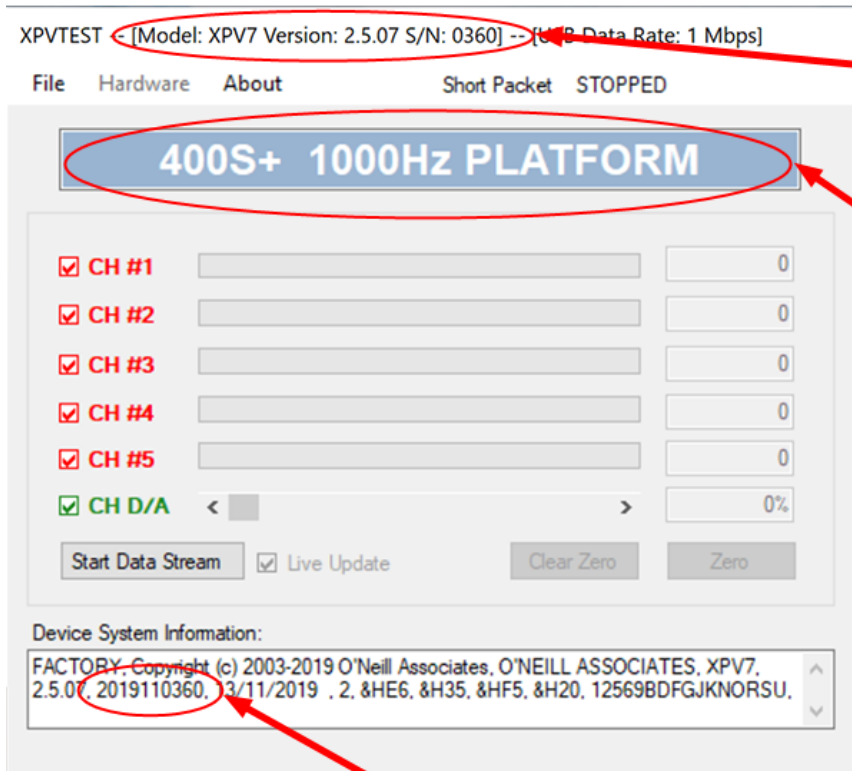 XPVTEST -- [Model: XPV7 Version: 2.5.07 S/N: 0360] -- [USB Data Rate: 1 Mbps]
File Hardware About Short Packet STOPPED
400S+ 1000Hz PLATFORM
CH #1 0
CH #2 0
CH #3 0
CH #4 0
CH #5 0
CH D/A < > 0%
Start Data Stream Live Update Clear Zero Zero
Device System Information:
FACTORY, Copyright (c) 2003-2019 O'Neill Associates, O'NEILL ASSOCIATES, XPV7,
2.5.07, 2019110360, 13/11/2019 , 2, &HE6, &H35, &HF5, &H20, 12569BDFGJKNORSU,